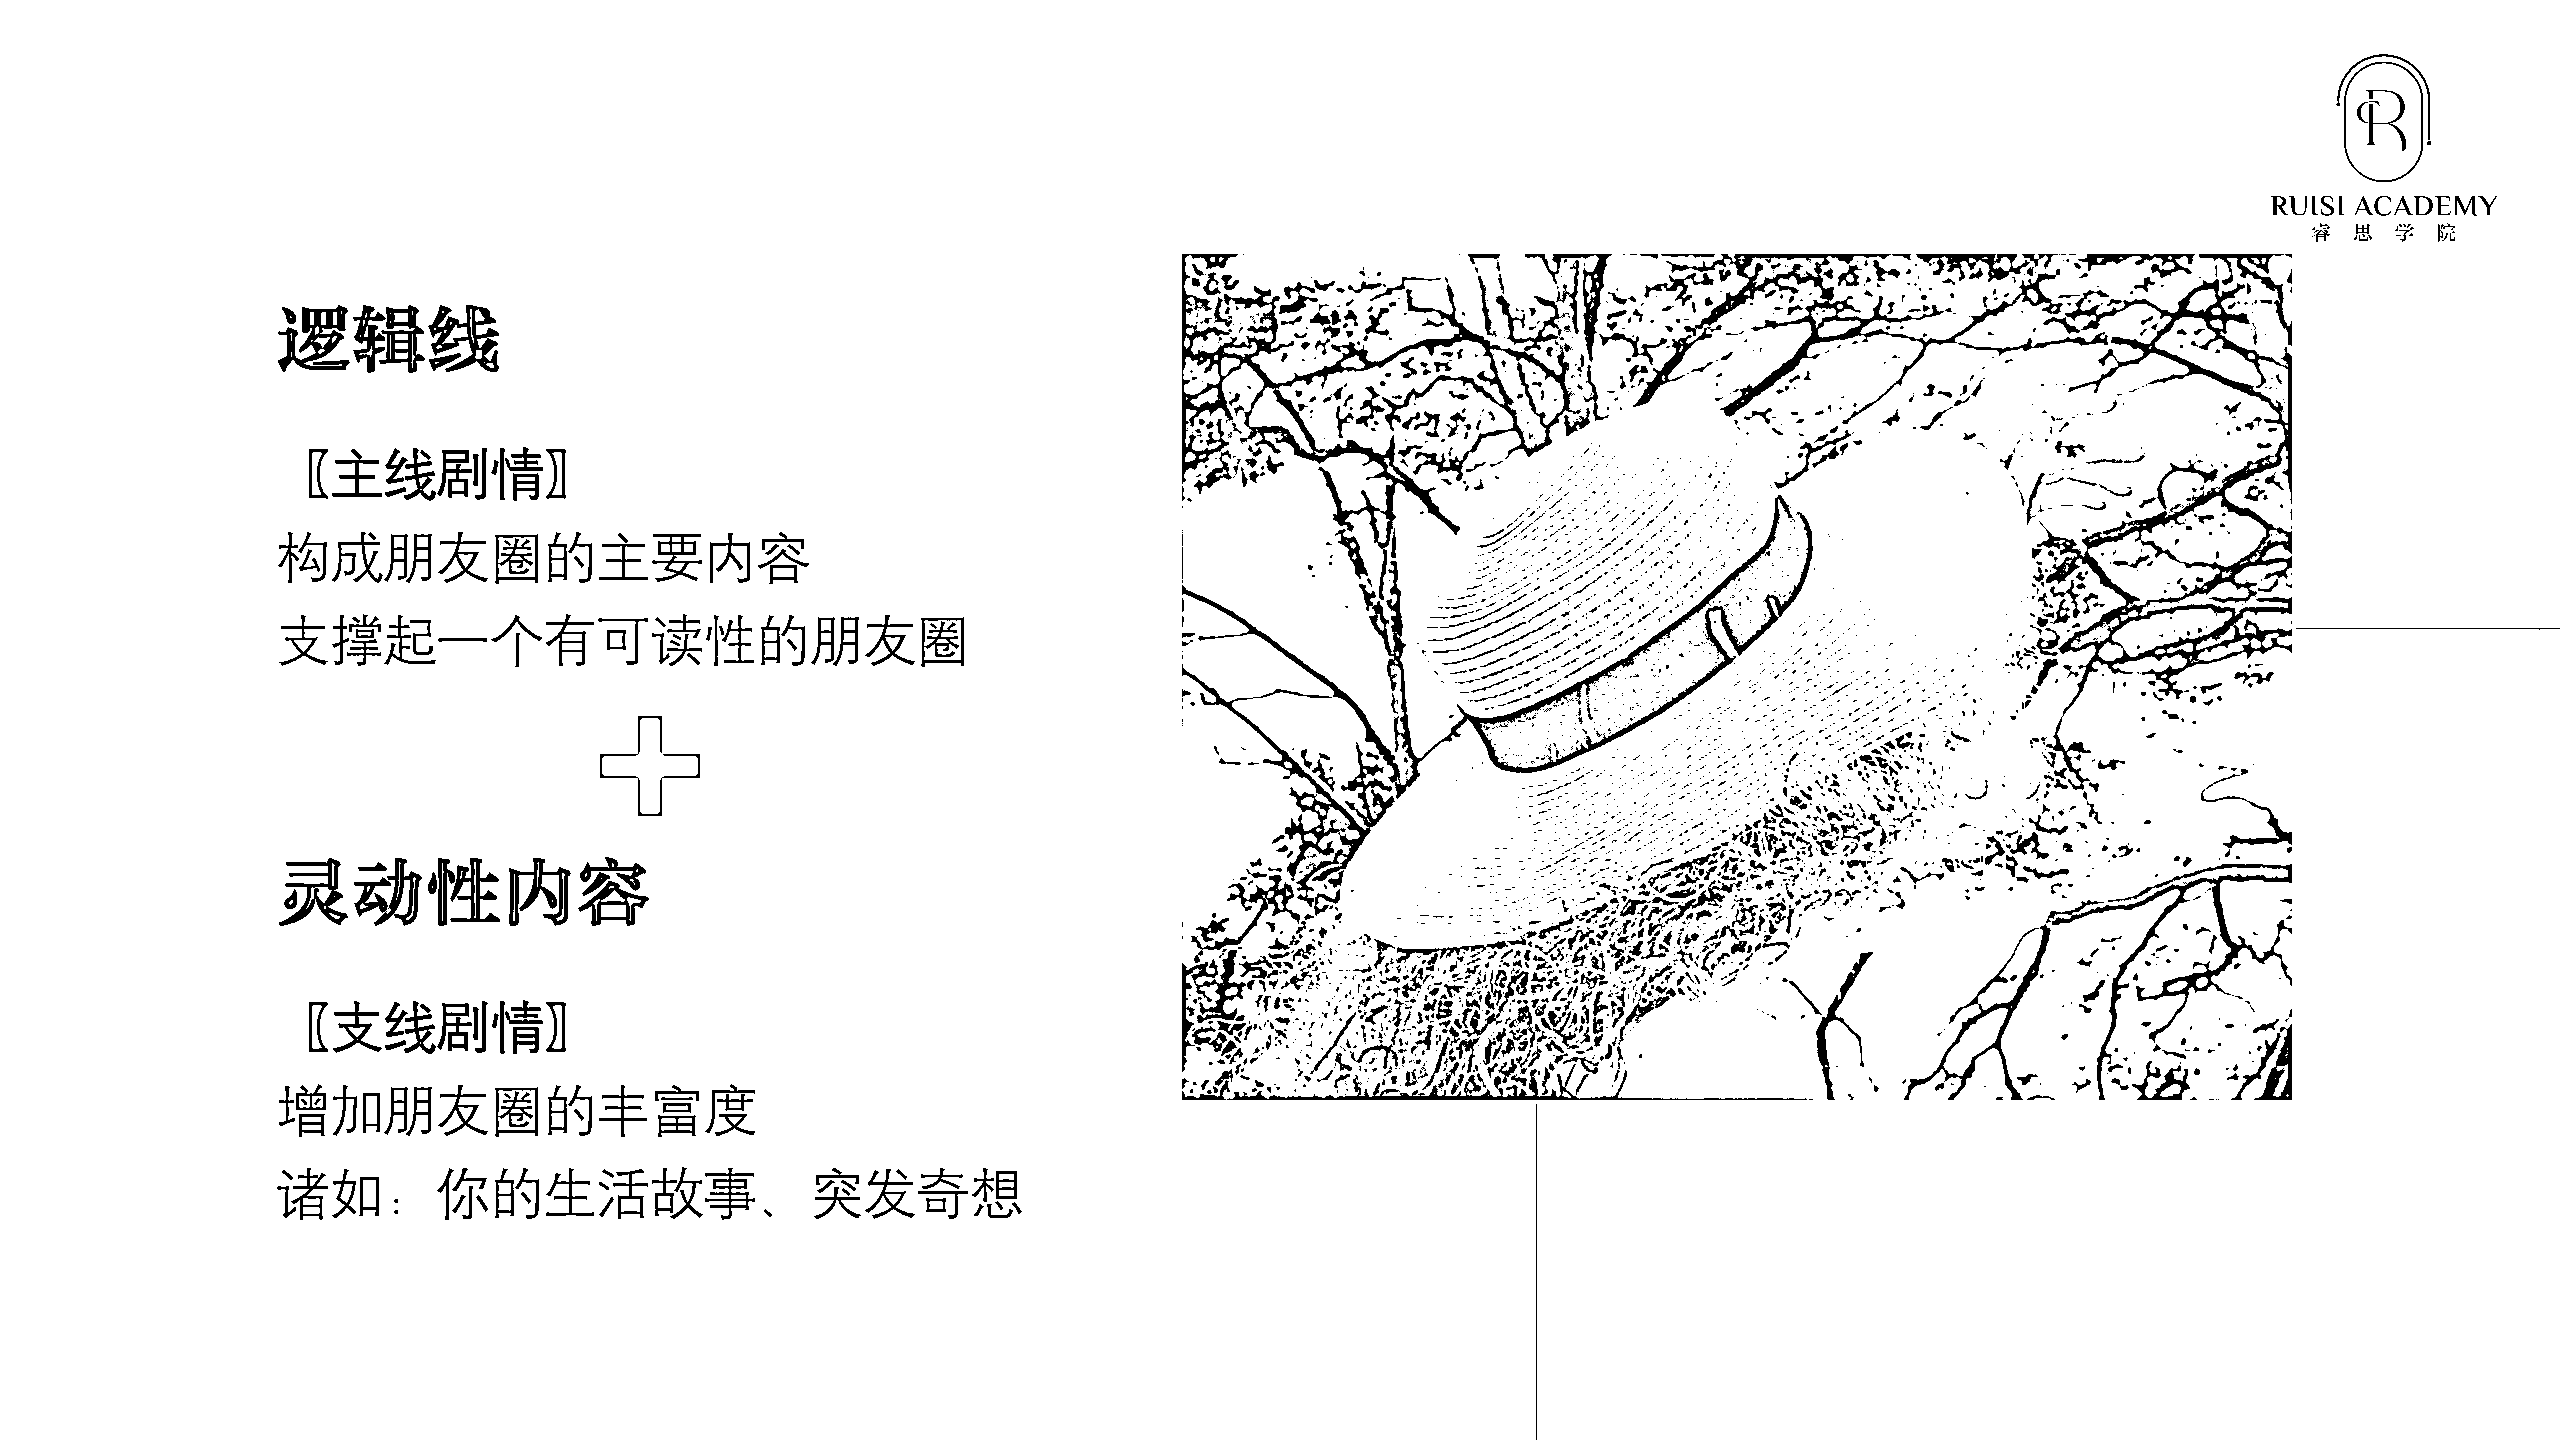 RUISI ACADEMY
睿思学院
逻辑线
〖主线剧情〗
构成朋友圈的主要内容
支撑起一个有可读性的朋友圈
灵动性内容
〖支线剧情〗
增加朋友圈的丰富度
诸如：你的生活故事、突发奇想